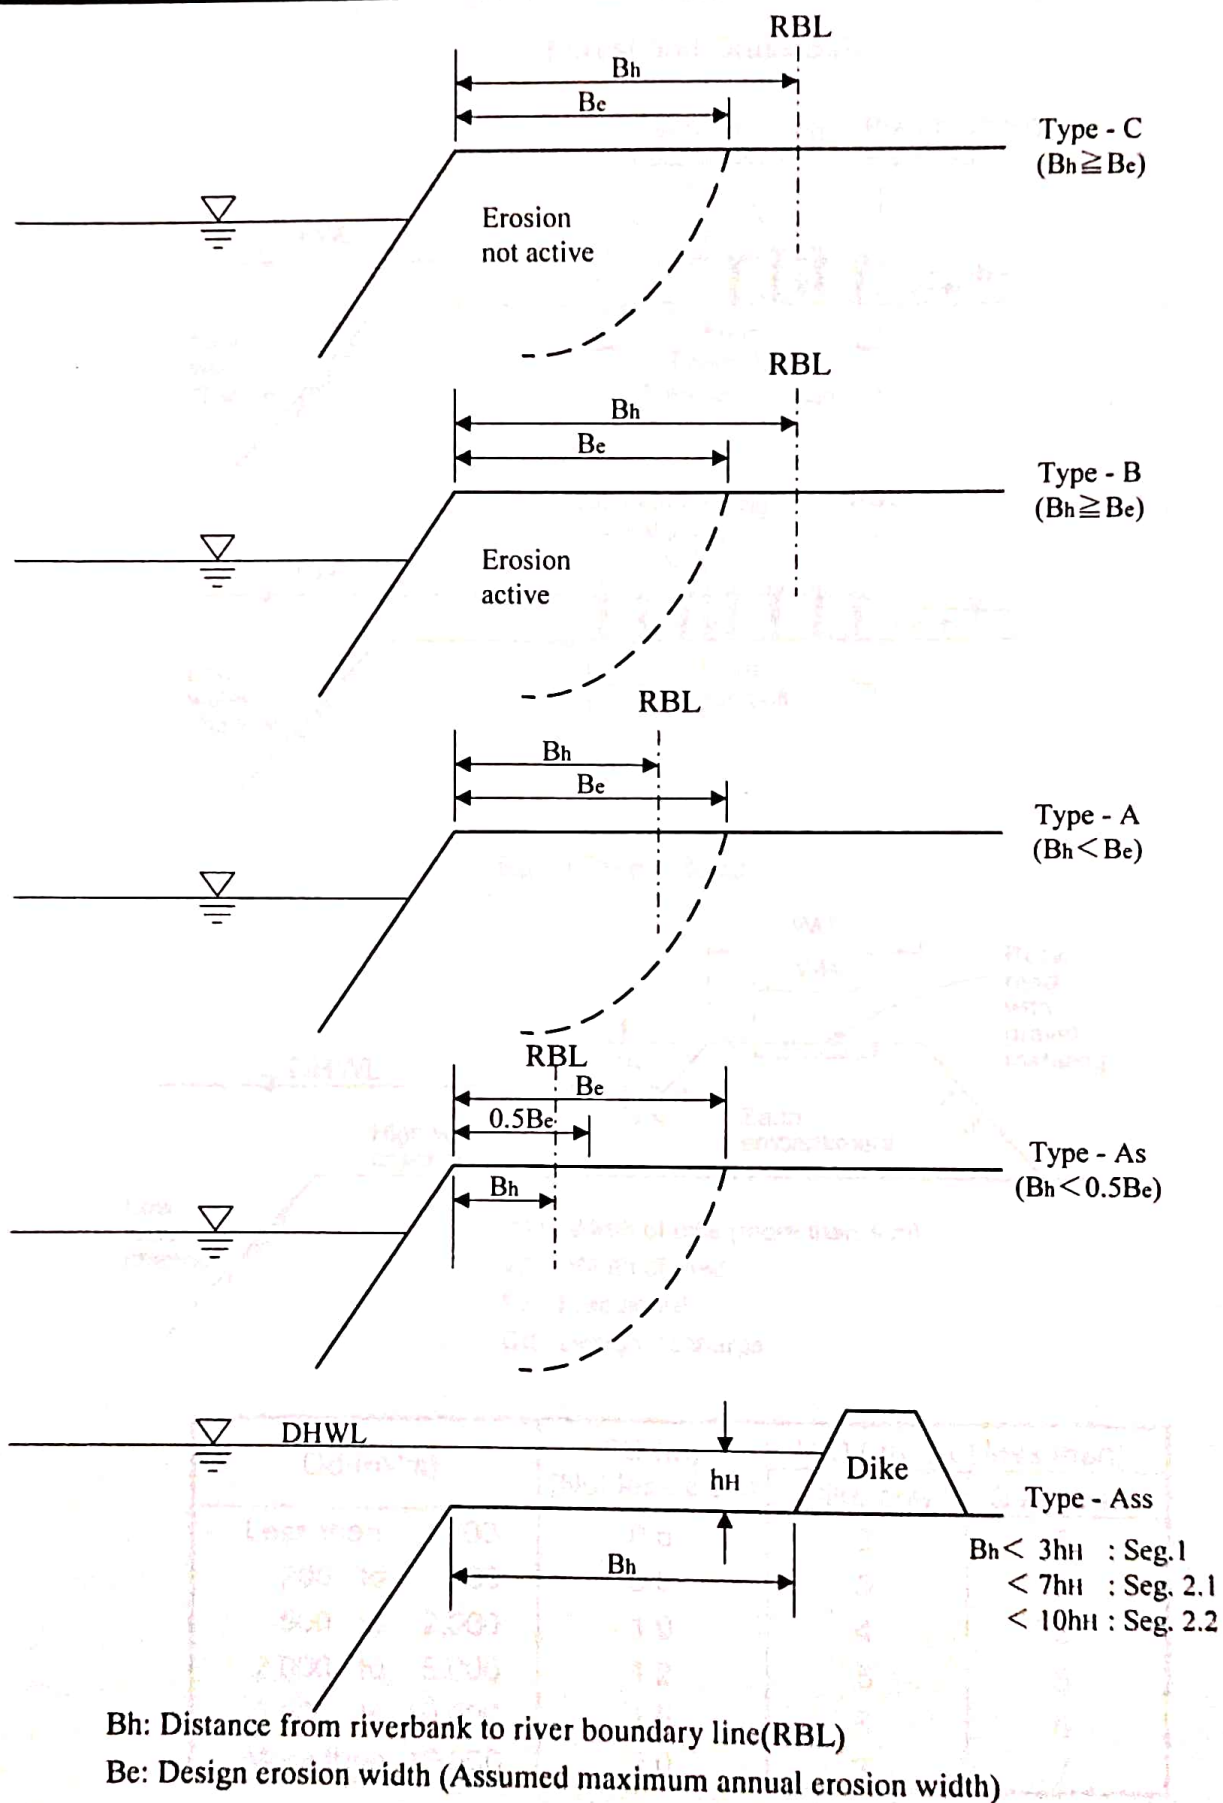 RBL
Bh
Be
Type - C
(Bh≧Be)
Erosion
not active
RBL
Bh
Be
Type - B
(Bh≧Be)
Erosion
active
RBL
Bh
Be
Type - A
(Bh<Be)
RBL
Be
0.5Be
Type - As
(Bh<0.5Be)
Bh
DHWL
Dike
hH
Type - Ass
Bh< 3hH : Seg.1
< 7hH : Seg. 2.1
< 10hH : Seg. 2.2
Bh
Bh: Distance from riverbank to river boundary line(RBL)
Be: Design erosion width (Assumed maximum annual erosion width)